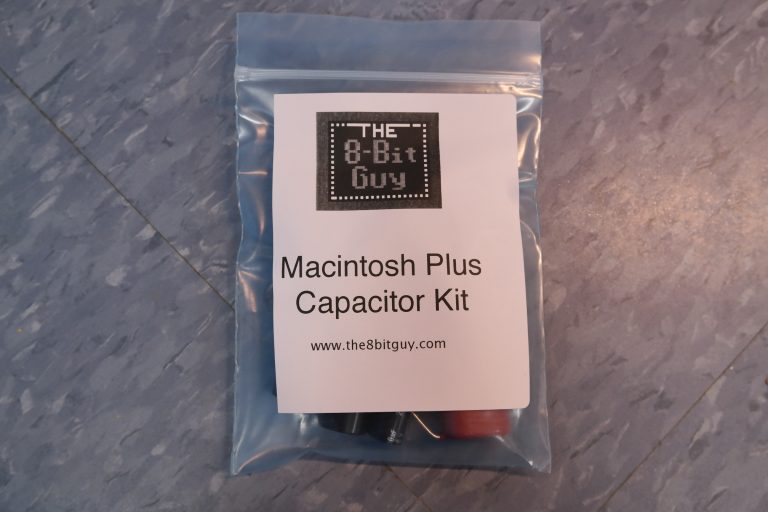 THE
8-Bit
Guy
Macintosh Plus
Capacitor Kit
www.the8bitguy.com